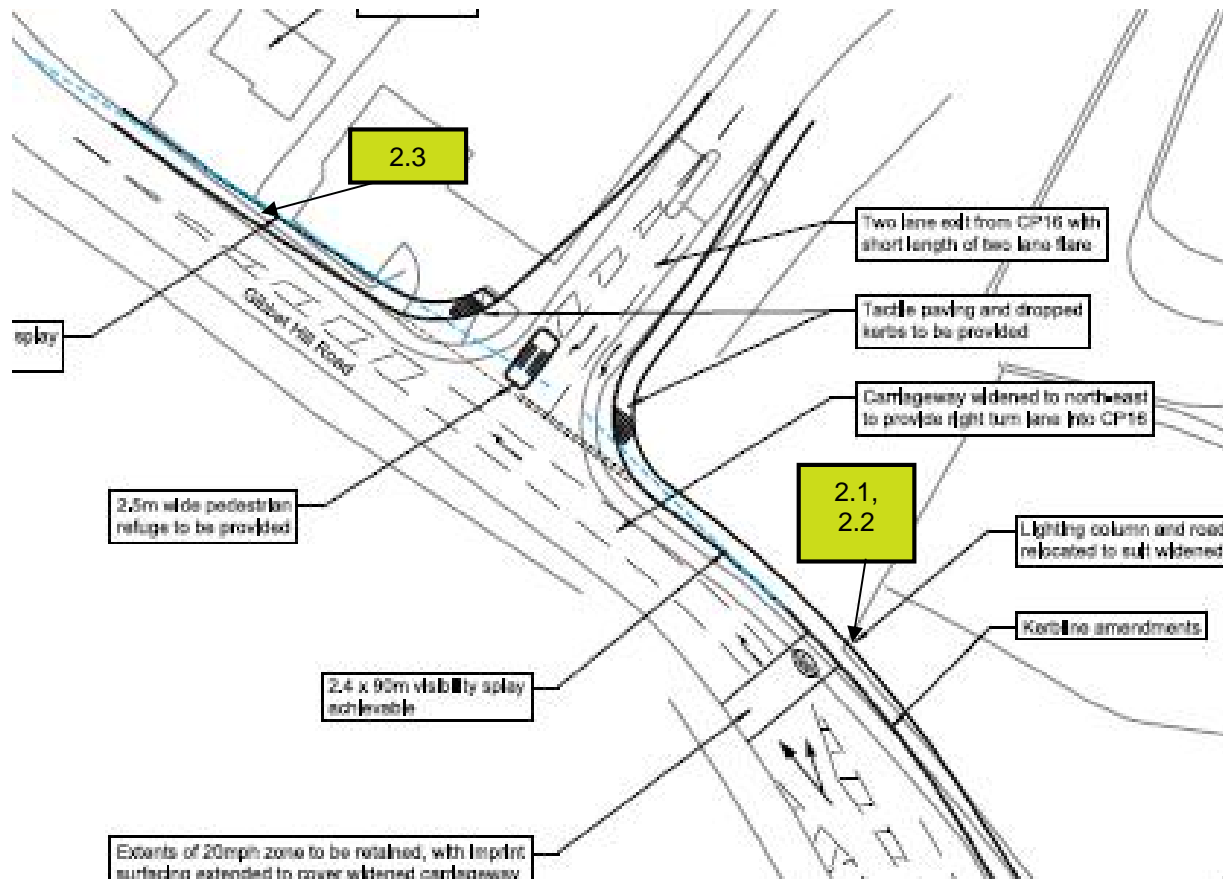 2.3
Two lane exit from CP16 with
short length of two lane flare
Tactile paving and dropped
kerbs to be provided
splay
Gibbet Hill Road
Carriageway widened to northeast
to provide right turn lane into CP16
2.1,
2.2
2.5m wide pedestrian
refuge to be provided
Lighting column and road
relocated to suit widened
Kerbline amendments
2.4 x 90m visibility splay
achievable
Extents of 20mph zone to be retained, with Imprint
surfacing extended to cover widened carriageway